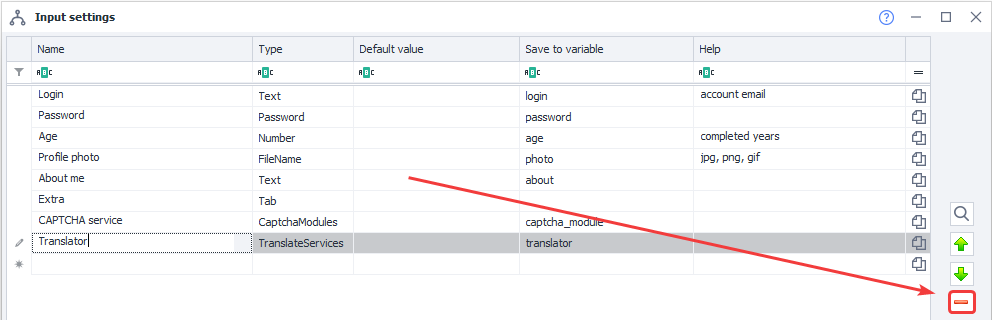 Input settings
Name Type Default value Save to variable Help
ABC ABC ABC ABC ABC =
Login Text login account email
Password Password password
Age Number age completed years
Profile photo FileName photo jpg, png, gif
About me Text about
Extra Tab
CAPTCHA service CaptchaModules captcha_module
Translator TranslateServices translator